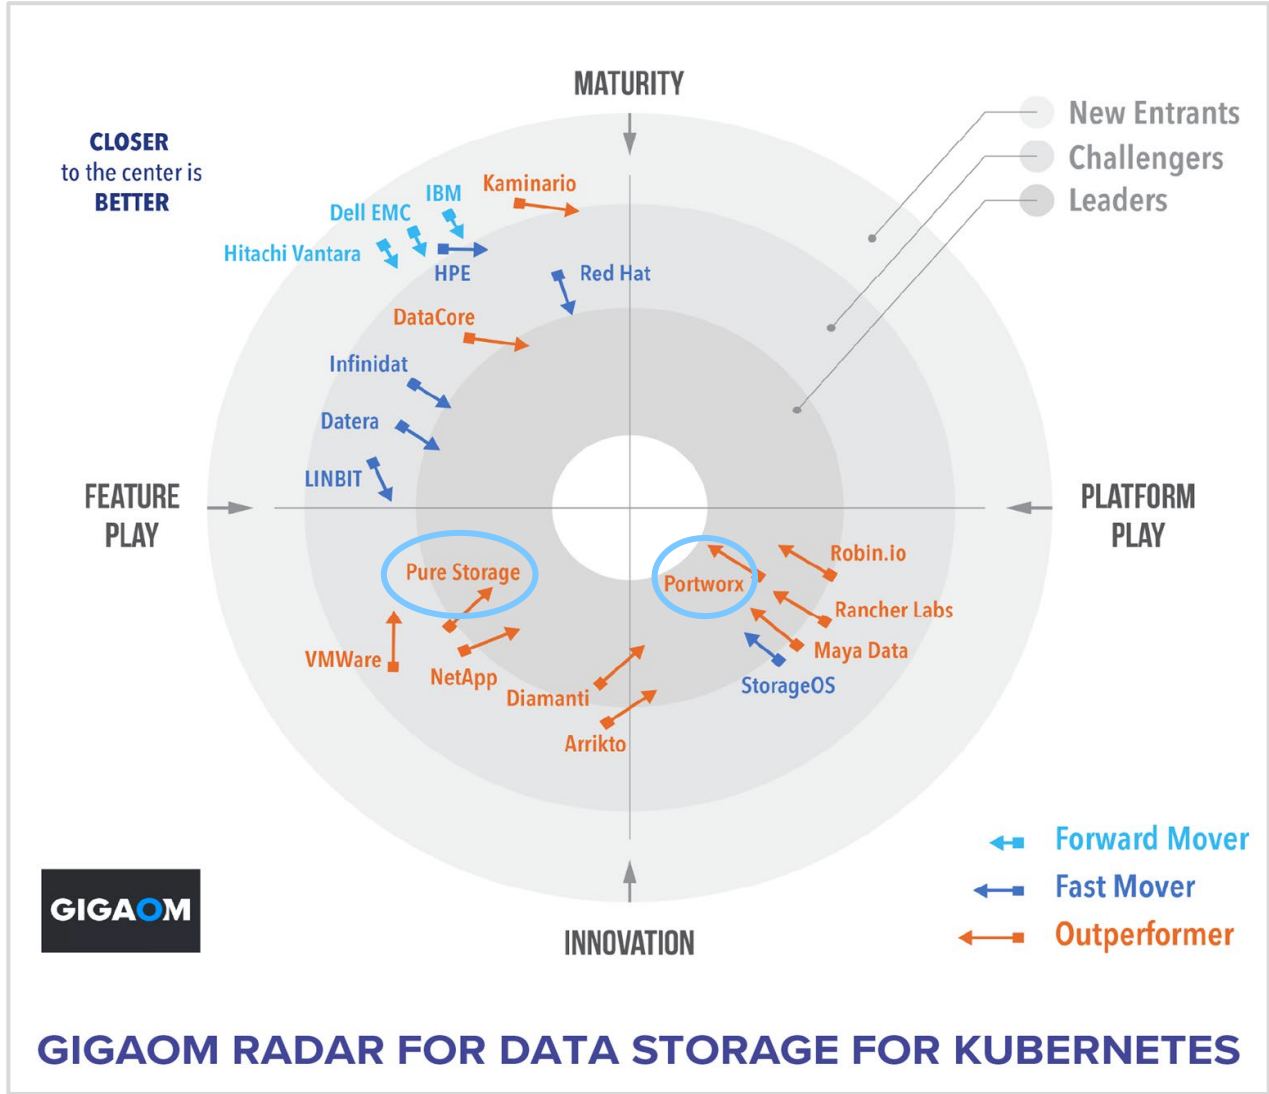 MATURITY
CLOSER
to the center is
BETTER
New Entrants
Challengers
Leaders
Kaminario
IBM
Dell EMC
Hitachi Vantara
HPE
Red Hat
DataCore
Infinidat
Datera
LINBIT
FEATURE
PLAY
PLATFORM
PLAY
Pure Storage
Portworx
Robin.io
Rancher Labs
Maya Data
StorageOS
VMWare
NetApp
Diamanti
Arrikto
Forward Mover
Fast Mover
Outperformer
GIGAOM
INNOVATION
GIGAOM RADAR FOR DATA STORAGE FOR KUBERNETES